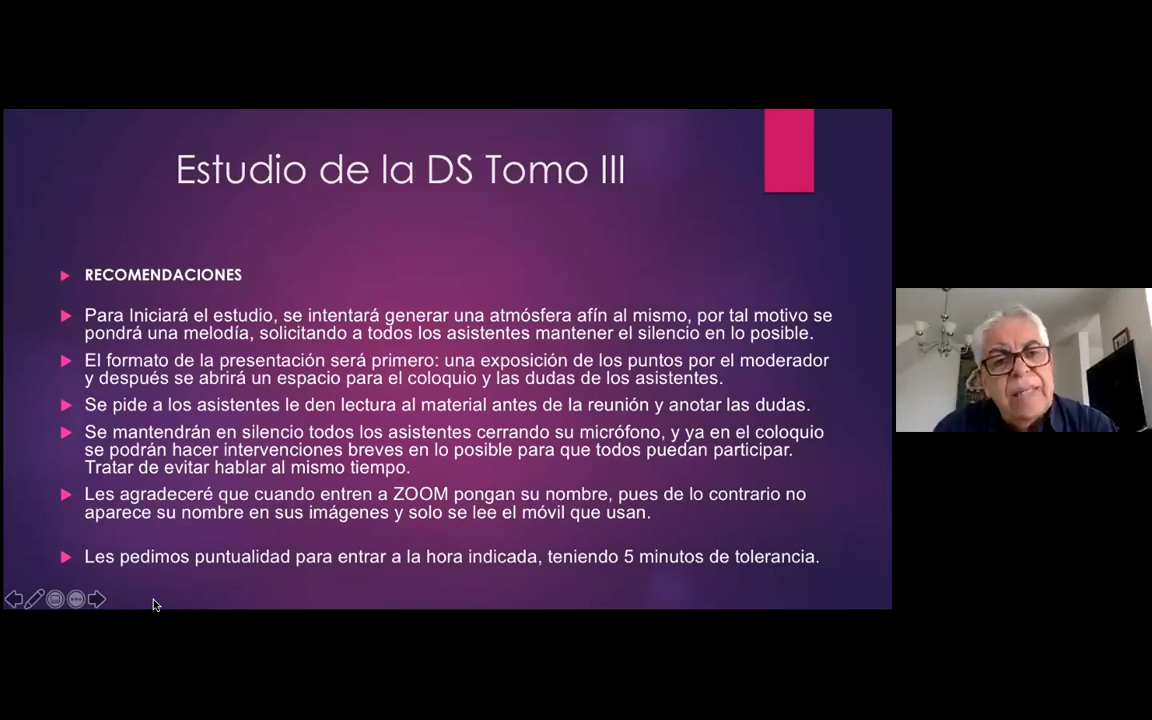 Estudio de la DS Tomo III
RECOMENDACIONES
Para Iniciará el estudio, se intentará generar una atmósfera afín al mismo, por tal motivo se
pondrá una melodía, solicitando a todos los asistentes mantener el silencio en lo posible.
El formato de la presentación será primero: una exposición de los puntos por el moderador
y después se abrirá un espacio para el coloquio y las dudas de los asistentes.
Se pide a los asistentes le den lectura al material antes de la reunión y anotar las dudas.
Se mantendrán en silencio todos los asistentes cerrando su micrófono, y ya en el coloquio
se podrán hacer intervenciones breves en lo posible para que todos puedan participar.
Tratar de evitar hablar al mismo tiempo.
Les agradeceré que cuando entren a ZOOM pongan su nombre, pues de lo contrario no
aparece su nombre en sus imágenes y solo se lee el móvil que usan.
Les pedimos puntualidad para entrar a la hora indicada, teniendo 5 minutos de tolerancia.